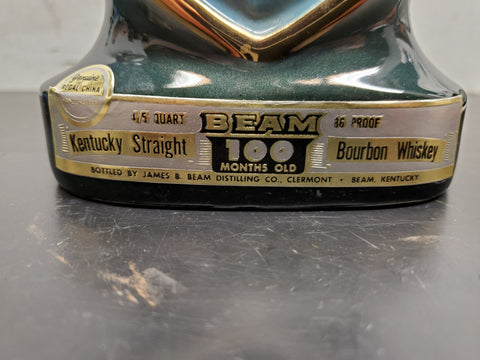 Genuine
REGAL CHINA
4/5 QUART
BEAM
86 PROOF
Kentucky Straight
100
Bourbon Whiskey
MONTHS OLD
BOTTLED BY JAMES B. BEAM DISTILLING CO., CLERMONT • BEAM, KENTUCKY